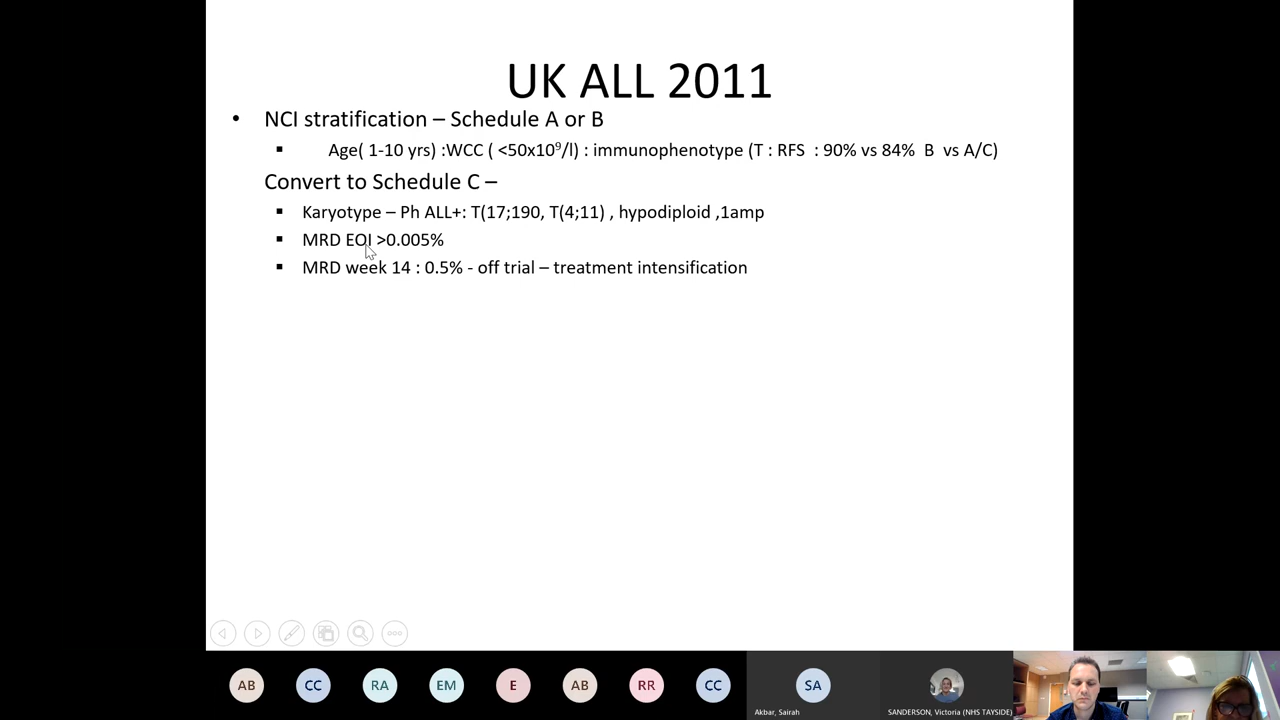 UK ALL 2011
• NCI stratification – Schedule A or B
▪ Age( 1-10 yrs) :WCC ( <50x10⁹/l) : immunophenotype (T : RFS : 90% vs 84% B vs A/C)
Convert to Schedule C –
▪ Karyotype – Ph ALL+: T(17;190, T(4;11) , hypodiploid ,1amp
▪ MRD EOI >0.005%
▪ MRD week 14 : 0.5% - off trial – treatment intensification
AB CC RA EM E AB RR CC SA
Akbar, Sairah SANDERSON, Victoria (NHS TAYSIDE)